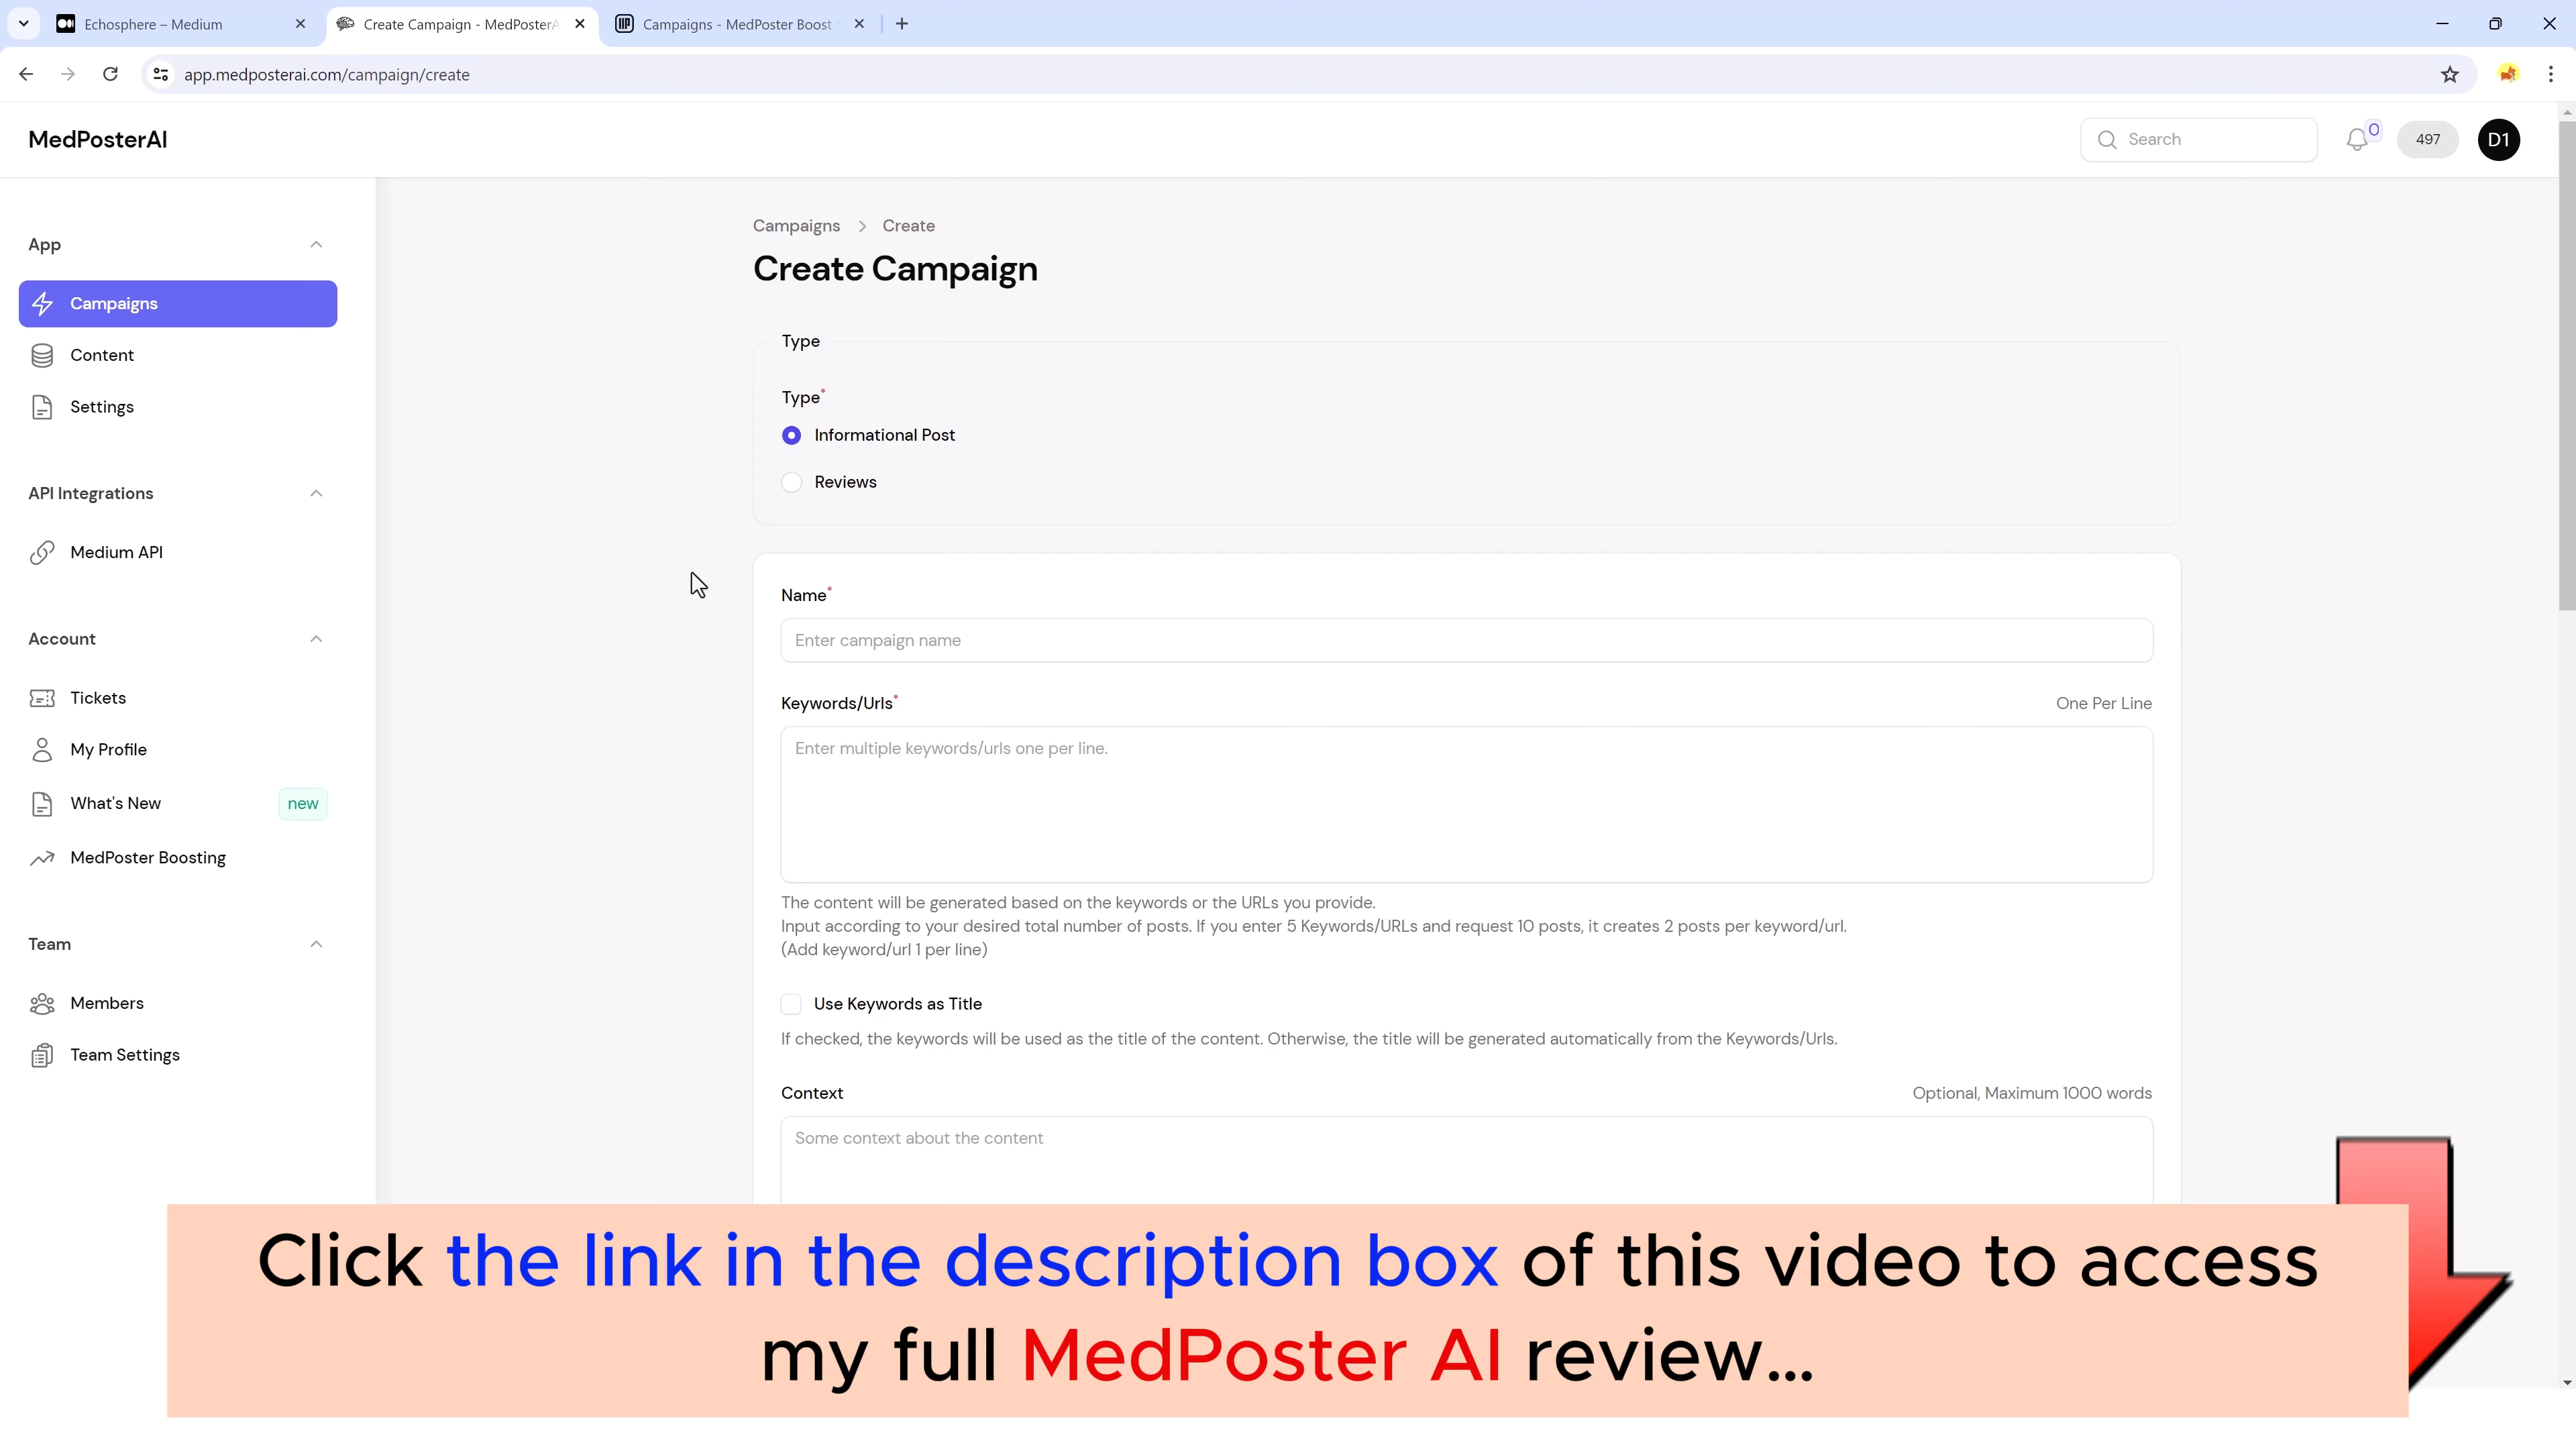 Echosphere – Medium
Create Campaign - MedPosterA
Campaigns - MedPoster Boost
app.medposterai.com/campaign/create
MedPosterAI
Search
0
497
D1
App
Campaigns
Content
Settings
API Integrations
Medium API
Account
Tickets
My Profile
What's New
new
MedPoster Boosting
Team
Members
Team Settings
Campaigns > Create
Create Campaign
Type
Type*
Informational Post
Reviews
Name*
Enter campaign name
Keywords/Urls*
One Per Line
Enter multiple keywords/urls one per line.
The content will be generated based on the keywords or the URLs you provide.
Input according to your desired total number of posts. If you enter 5 Keywords/URLs and request 10 posts, it creates 2 posts per keyword/url.
(Add keyword/url 1 per line)
Use Keywords as Title
If checked, the keywords will be used as the title of the content. Otherwise, the title will be generated automatically from the Keywords/Urls.
Context
Optional, Maximum 1000 words
Some context about the content
Click the link in the description box of this video to access
my full MedPoster AI review...